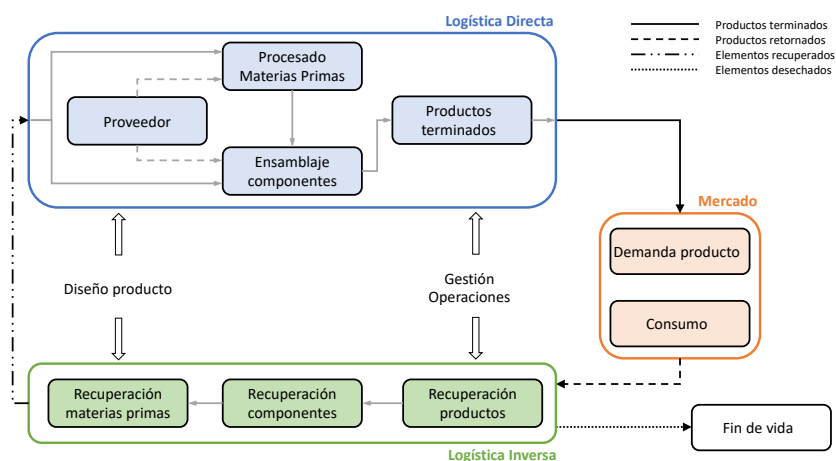 Logística Directa
Productos terminados
Productos retornados
Elementos recuperados
Elementos desechados
Procesado
Materias Primas
Proveedor
Productos
terminados
Ensamblaje
componentes
Mercado
Demanda producto
Diseño producto
Gestión
Operaciones
Consumo
Recuperación
materias primas
Recuperación
componentes
Recuperación
productos
Fin de vida
Logística Inversa